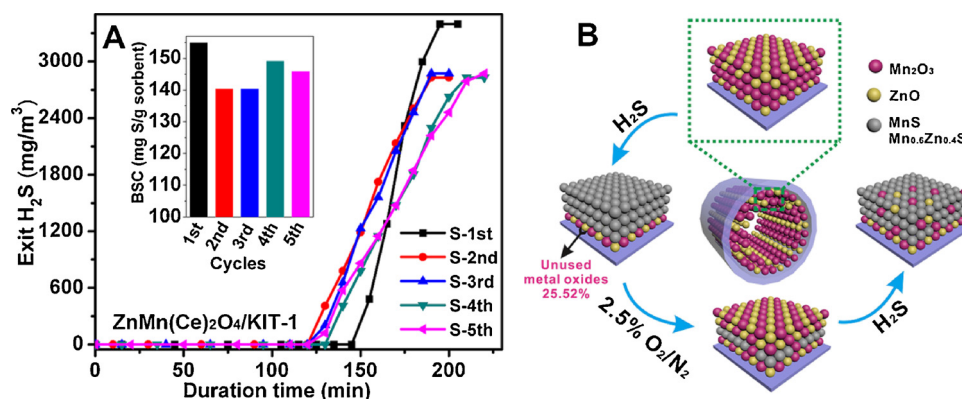 A
Exit H₂S (mg/m3)
3000
2400
1800
1200
600
0
0
50
100
150
200
Duration time (min)
BSC (mg S/g sorbent)
150
140
130
120
110
100
1st
2nd
3rd
4th
5th
Cycles
S-1st
S-2nd
S-3rd
S-4th
S-5th
ZnMn(Ce)₂O₄/KIT-1
B
Mn₂O₃
ZnO
MnS
Mn₀.₆Zn₀.₄S
H₂S
Unused
metal oxides
25.52%
2.5% O₂/N₂
H₂S